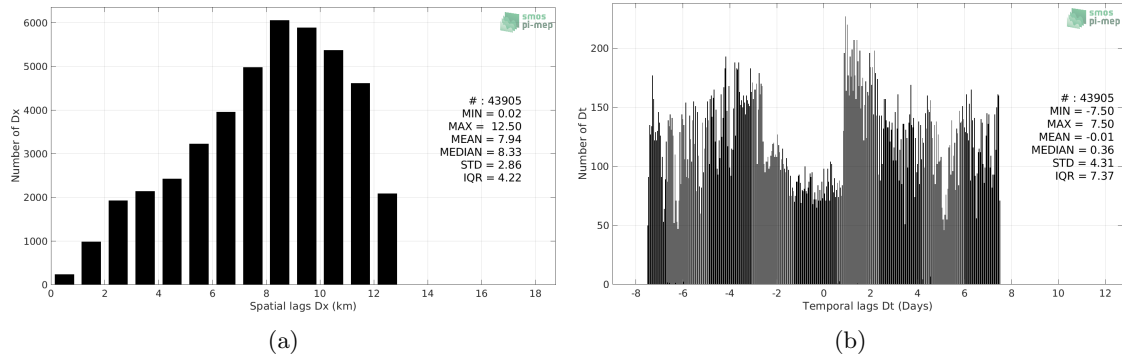 6000
5000
4000
3000
2000
1000
0
Number of Dx
0 2 4 6 8 10 12 14 16 18
Spatial lags Dx (km)
smos
pi-mep
# : 43905
MIN = 0.02
MAX = 12.50
MEAN = 7.94
MEDIAN = 8.33
STD = 2.86
IQR = 4.22
(a)
200
150
100
50
0
Number of Dt
-8 -6 -4 -2 0 2 4 6 8 10 12
Temporal lags Dt (Days)
smos
pi-mep
# : 43905
MIN = -7.50
MAX = 7.50
MEAN = -0.01
MEDIAN = 0.36
STD = 4.31
IQR = 7.37
(b)